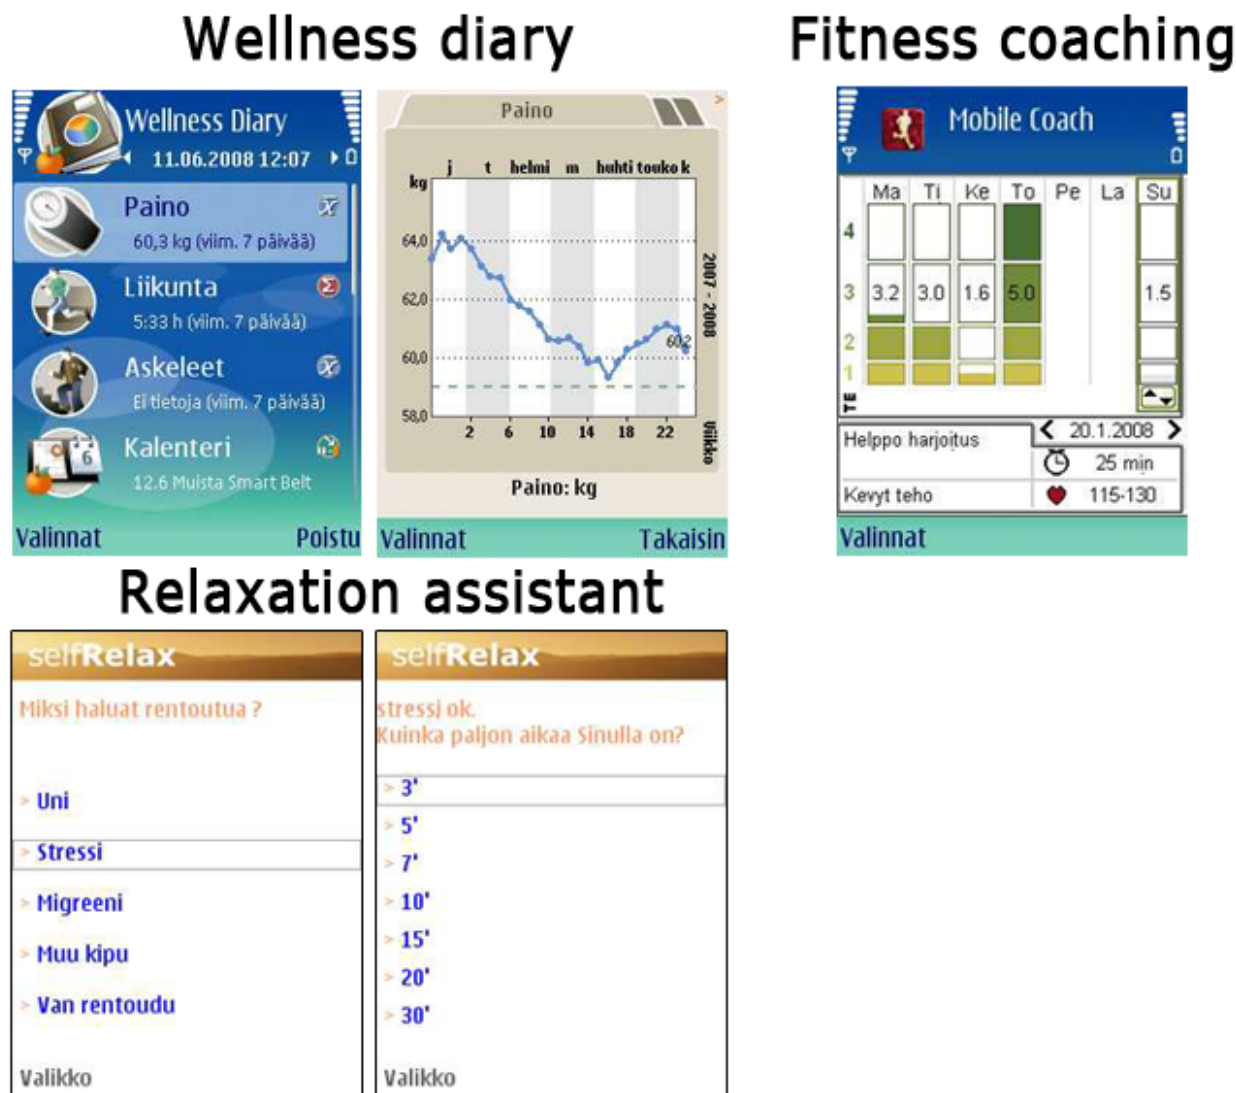 Wellness diary
Wellness Diary
11.06.2008 12:07
Paino
60,3 kg (viim. 7 päivää)
Liikunta
5:33 h (viim. 7 päivää)
Askeleet
Ei tietoja (viim. 7 päivää)
Kalenteri
6
12.6 Muista Smart Belt
Valinnat Poistu
Paino
>
j t helmi m huhti touko k
kg
64,0
62,0
60,0
58,0
60,2
2 6 10 14 18 22
2007 - 2008
Viikko
Paino: kg
Valinnat Takaisin
Fitness coaching
Mobile Coach
Ma Ti Ke To Pe La Su
4
3 3.2 3.0 1.6 5.0 1.5
2
1
TE
Helppo harjoitus < 20.1.2008 >
25 min
Kevyt teho 115-130
Valinnat
Relaxation assistant
selfRelax
Miksi haluat rentoutua ?
> Uni
> Stressi
> Migreeni
> Muu kipu
> Van rentoudu
Valikko
selfRelax
stressi ok.
Kuinka paljon aikaa Sinulla on?
> 3'
> 5'
> 7'
> 10'
> 15'
> 20'
> 30'
Valikko